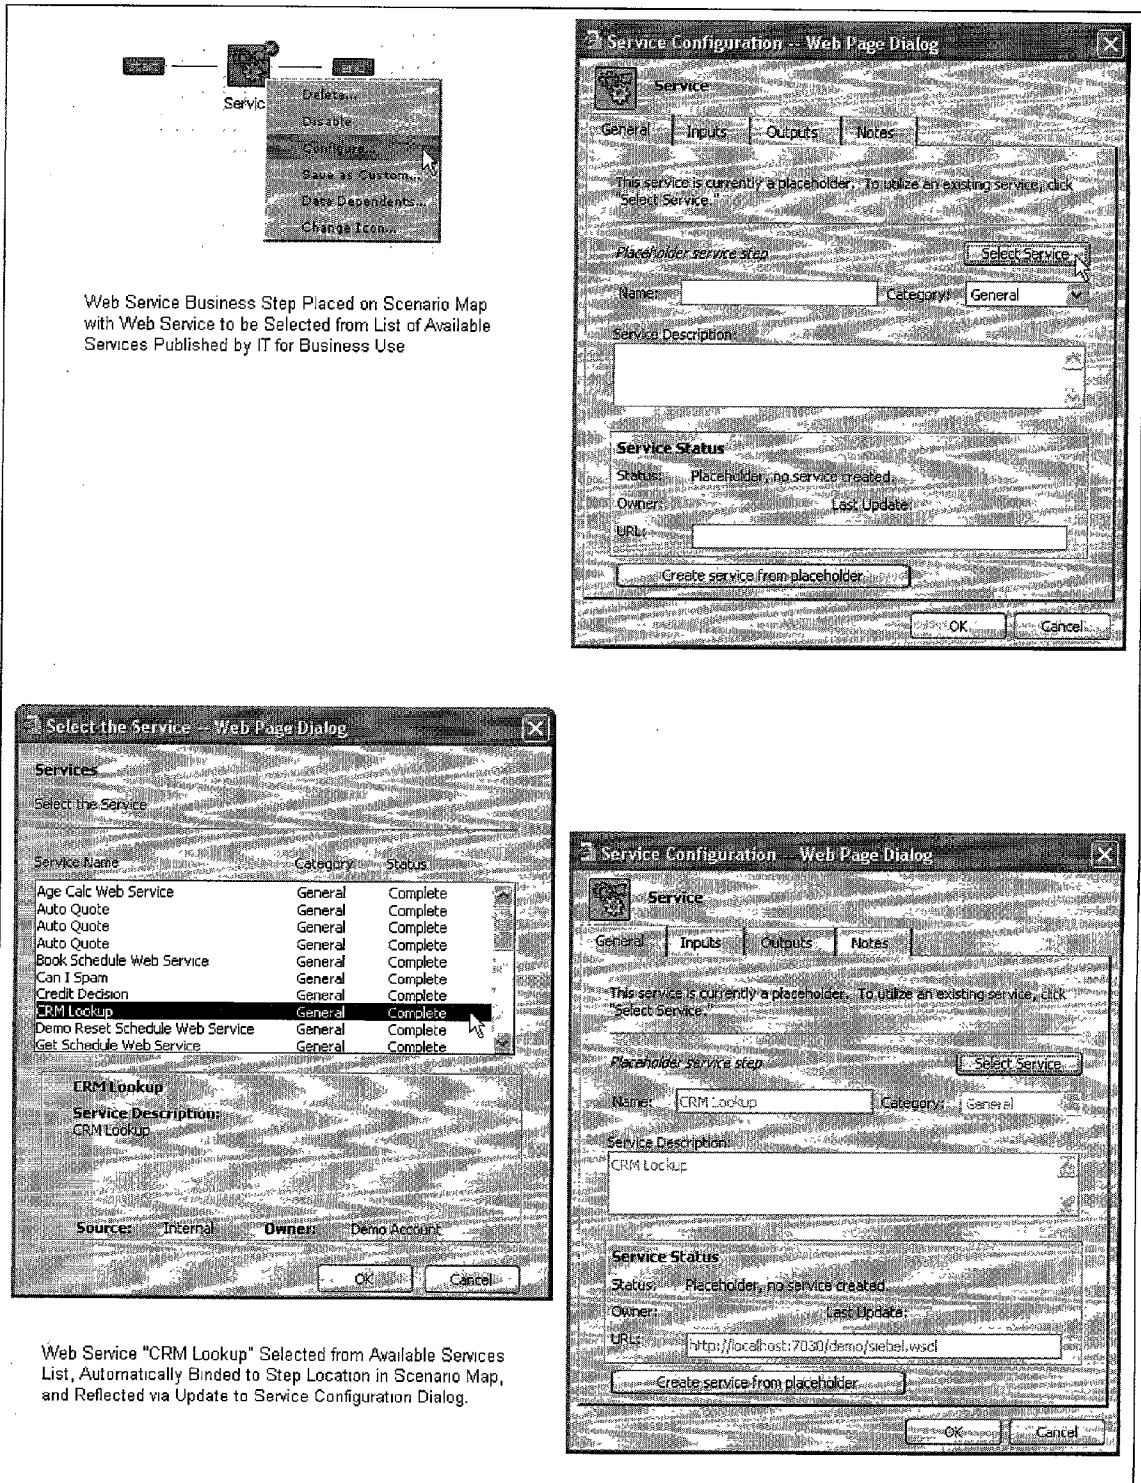 Start
End
Servic
Delete...
Disable
Configure...
Save as Custom...
Data Dependents...
Change Icon...
Web Service Business Step Placed on Scenario Map
with Web Service to be Selected from List of Available
Services Published by IT for Business Use
Service Configuration -- Web Page Dialog
Service
General Inputs Outputs Notes
This service is currently a placeholder. To utilize an existing service, click
"Select Service."
Placeholder service step Select Service
Name: Category: General
Service Description:
Service Status
Status: Placeholder, no service created.
Owner: Last Update:
URL:
Create service from placeholder
OK Cancel
Select the Service -- Web Page Dialog
Services
Select the Service
Service Name Category Status
Age Calc Web Service General Complete
Auto Quote General Complete
Auto Quote General Complete
Auto Quote General Complete
Book Schedule Web Service General Complete
Can I Spam General Complete
Credit Decision General Complete
CRM Lookup General Complete
Demo Reset Schedule Web Service General Complete
Get Schedule Web Service General Complete
CRM Lookup
Service Description:
CRM Lookup
Source: Internal Owner: Demo Account
OK Cancel
Web Service "CRM Lookup" Selected from Available Services
List, Automatically Binded to Step Location in Scenario Map,
and Reflected via Update to Service Configuration Dialog.
Service Configuration -- Web Page Dialog
Service
General Inputs Outputs Notes
This service is currently a placeholder. To utilize an existing service, click
"Select Service."
Placeholder service step Select Service
Name: CRM Lookup Category: General
Service Description:
CRM Lookup
Service Status
Status: Placeholder, no service created.
Owner: Last Update:
URL: http://localhost:7030/demo/siebel.wsdl
Create service from placeholder
OK Cancel